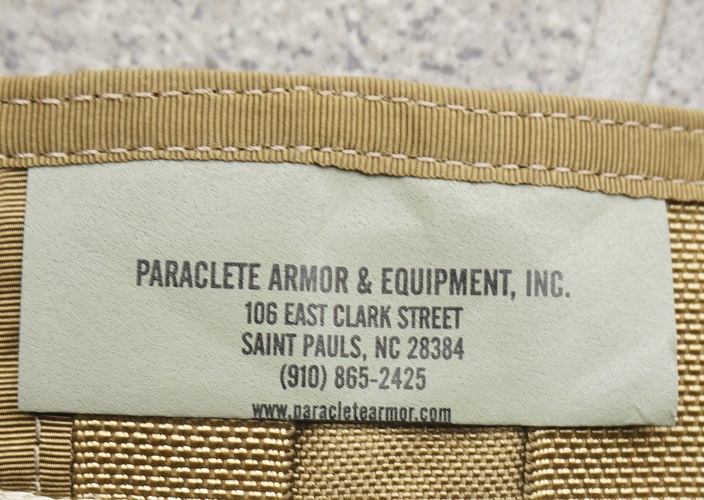 PARACLETE ARMOR & EQUIPMENT, INC.
106 EAST CLARK STREET
SAINT PAULS, NC 28384
(910) 865-2425
www.paracletearmor.com